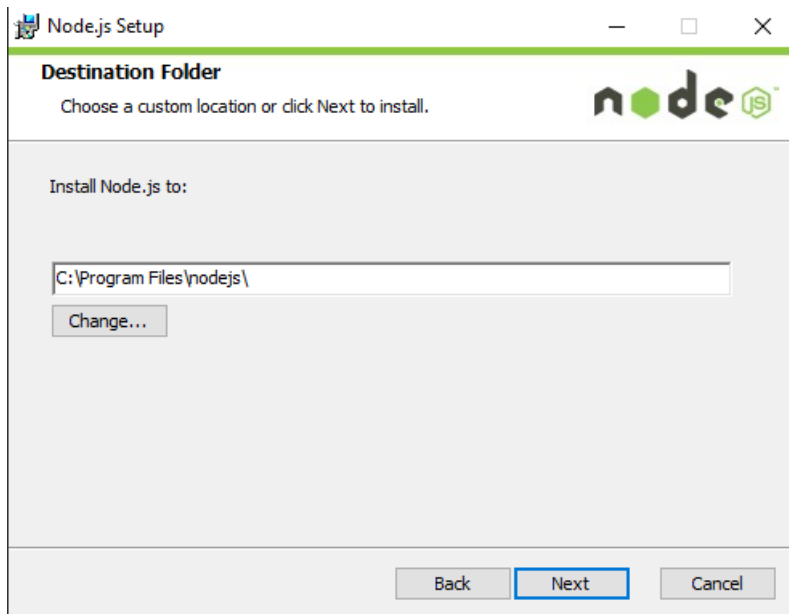 Node.js Setup
Destination Folder
Choose a custom location or click Next to install.
node JS
Install Node.js to:
C:\Program Files\nodejs\
Change...
Back Next Cancel